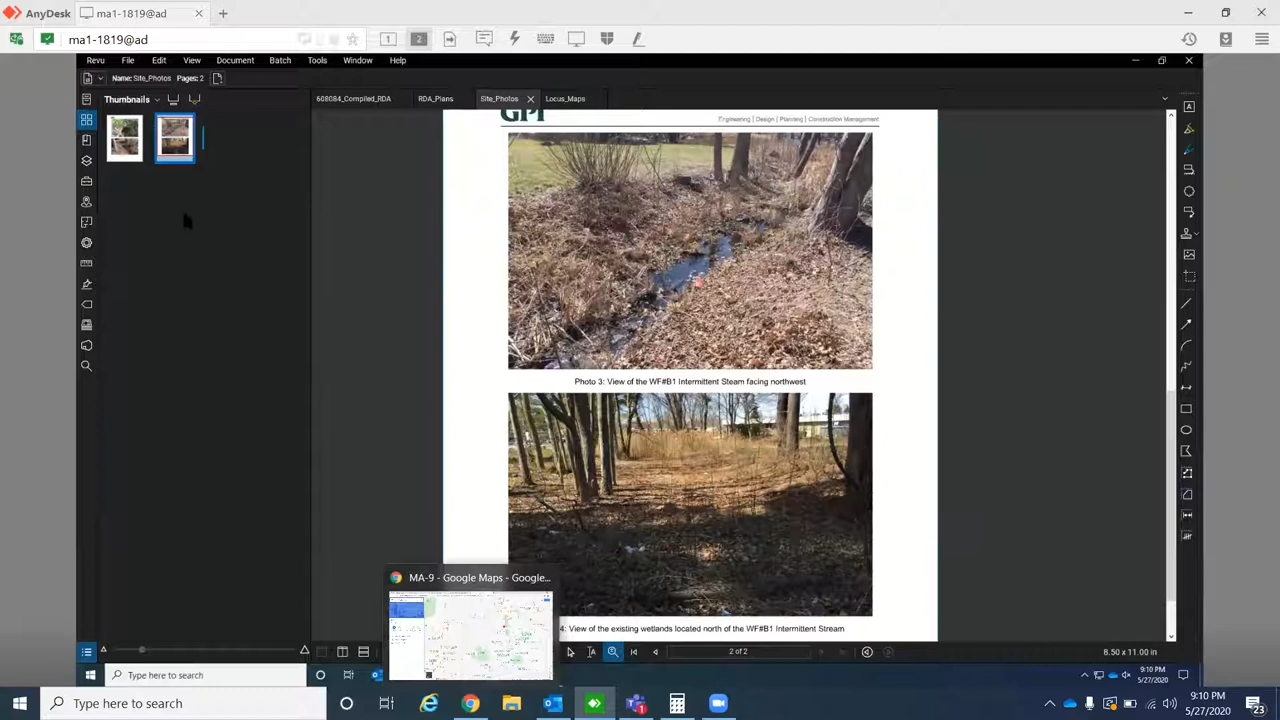 AnyDesk
ma1-1819@ad
ma1-1819@ad
1
2
Revu File Edit View Document Batch Tools Window Help
Name: Site_Photos Pages: 2
Thumbnails
608084_Compiled_RDA RDA_Plans Site_Photos Locus_Maps
GPI
Engineering | Design | Planning | Construction Management
Photo 3: View of the WF#B1 Intermittent Steam facing northwest
MA-9 - Google Maps - Google...
4: View of the existing wetlands located north of the WF#B1 Intermittent Stream
2 of 2
8.50 x 11.00 in
Type here to search
9:10 PM
5/27/2020
Type here to search
1
9:10 PM
5/27/2020
23